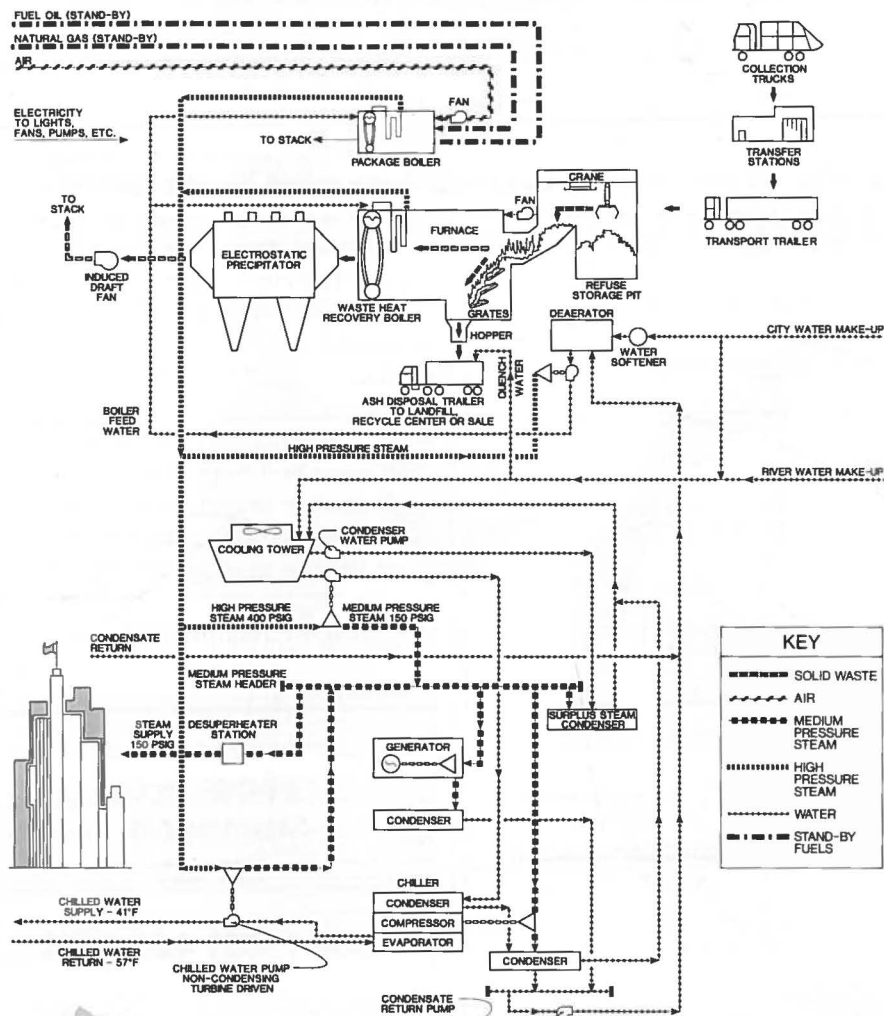 FUEL OIL (STAND-BY)
NATURAL GAS (STAND-BY)
AIR
ELECTRICITY
TO LIGHTS,
FANS, PUMPS, ETC.
FAN
TO STACK
PACKAGE BOILER
COLLECTION
TRUCKS
TRANSFER
STATIONS
TRANSPORT TRAILER
TO
STACK
INDUCED
DRAFT
FAN
ELECTROSTATIC
PRECIPITATOR
FURNACE
FAN
CRANE
WASTE HEAT
RECOVERY BOILER
GRATES
HOPPER
REFUSE
STORAGE PIT
DEAERATOR
WATER
SOFTENER
CITY WATER MAKE-UP
QUENCH
WATER
ASH DISPOSAL TRAILER
TO LANDFILL,
RECYCLE CENTER OR SALE
BOILER
FEED
WATER
HIGH PRESSURE STEAM
RIVER WATER MAKE-UP
COOLING TOWER
CONDENSER
WATER PUMP
HIGH PRESSURE
STEAM 400 PSIG
MEDIUM PRESSURE
STEAM 150 PSIG
CONDENSATE
RETURN
MEDIUM PRESSURE
STEAM HEADER
STEAM
SUPPLY
150 PSIG
DESUPERHEATER
STATION
SURPLUS STEAM
CONDENSER
GENERATOR
CONDENSER
KEY
SOLID WASTE
AIR
MEDIUM
PRESSURE
STEAM
HIGH
PRESSURE
STEAM
WATER
STAND-BY
FUELS
CHILLER
CONDENSER
COMPRESSOR
EVAPORATOR
CHILLED WATER
SUPPLY - 41°F
CHILLED WATER
RETURN - 57°F
CHILLED WATER PUMP
NON-CONDENSING
TURBINE DRIVEN
CONDENSER
CONDENSATE
RETURN PUMP